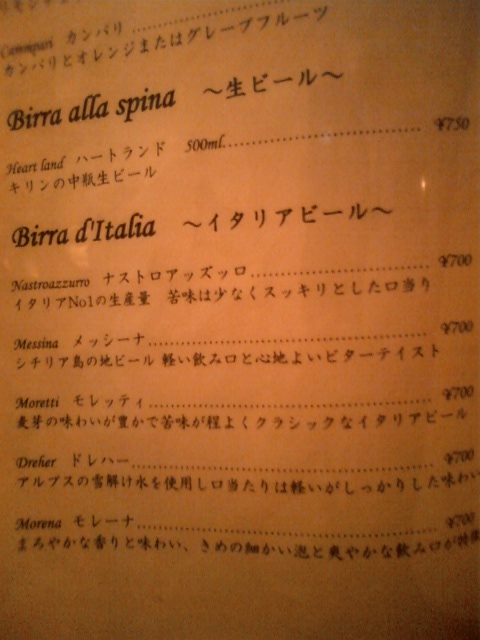 Cammpari カンパリ
カンパリとオレンジまたはグレープフルーツ
Birra alla spina ～生ビール～
Heart land ハートランド 500ml. ¥750
キリンの中瓶生ビール
Birra d'Italia ～イタリアビール～
Nastroazzurro ナストロアッズッロ ¥700
イタリアNo1の生産量 苦味は少なくスッキリとした口当り
Messina メッシーナ ¥700
シチリア島の地ビール 軽い飲み口と心地よいビターテイスト
Moretti モレッティ ¥700
麦芽の味わいが豊かで苦味が程よくクラシックなイタリアビール
Dreher ドレハー ¥700
アルプスの雪解け水を使用し口当たりは軽いがしっかりした味わい
Morena モレーナ ¥700
まろやかな香りと味わい、きめの細かい泡と爽やかな飲み口が特徴